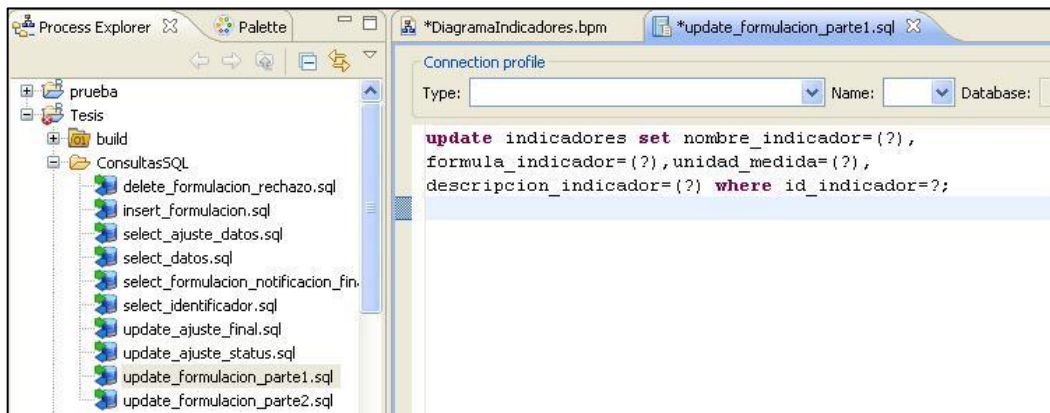 Process Explorer
Palette
prueba
Tesis
build
ConsultasSQL
delete_formulacion_rechazo.sql
insert_formulacion.sql
select_ajuste_datos.sql
select_datos.sql
select_formulacion_notificacion_fin
select_identificador.sql
update_ajuste_final.sql
update_ajuste_status.sql
update_formulacion_parte1.sql
update_formulacion_parte2.sql
*DiagramaIndicadores.bpm
*update_formulacion_parte1.sql
Connection profile
Type: Name: Database:
update indicadores set nombre_indicador=(?),
formula_indicador=(?),unidad_medida=(?),
descripcion_indicador=(?) where id_indicador=?;